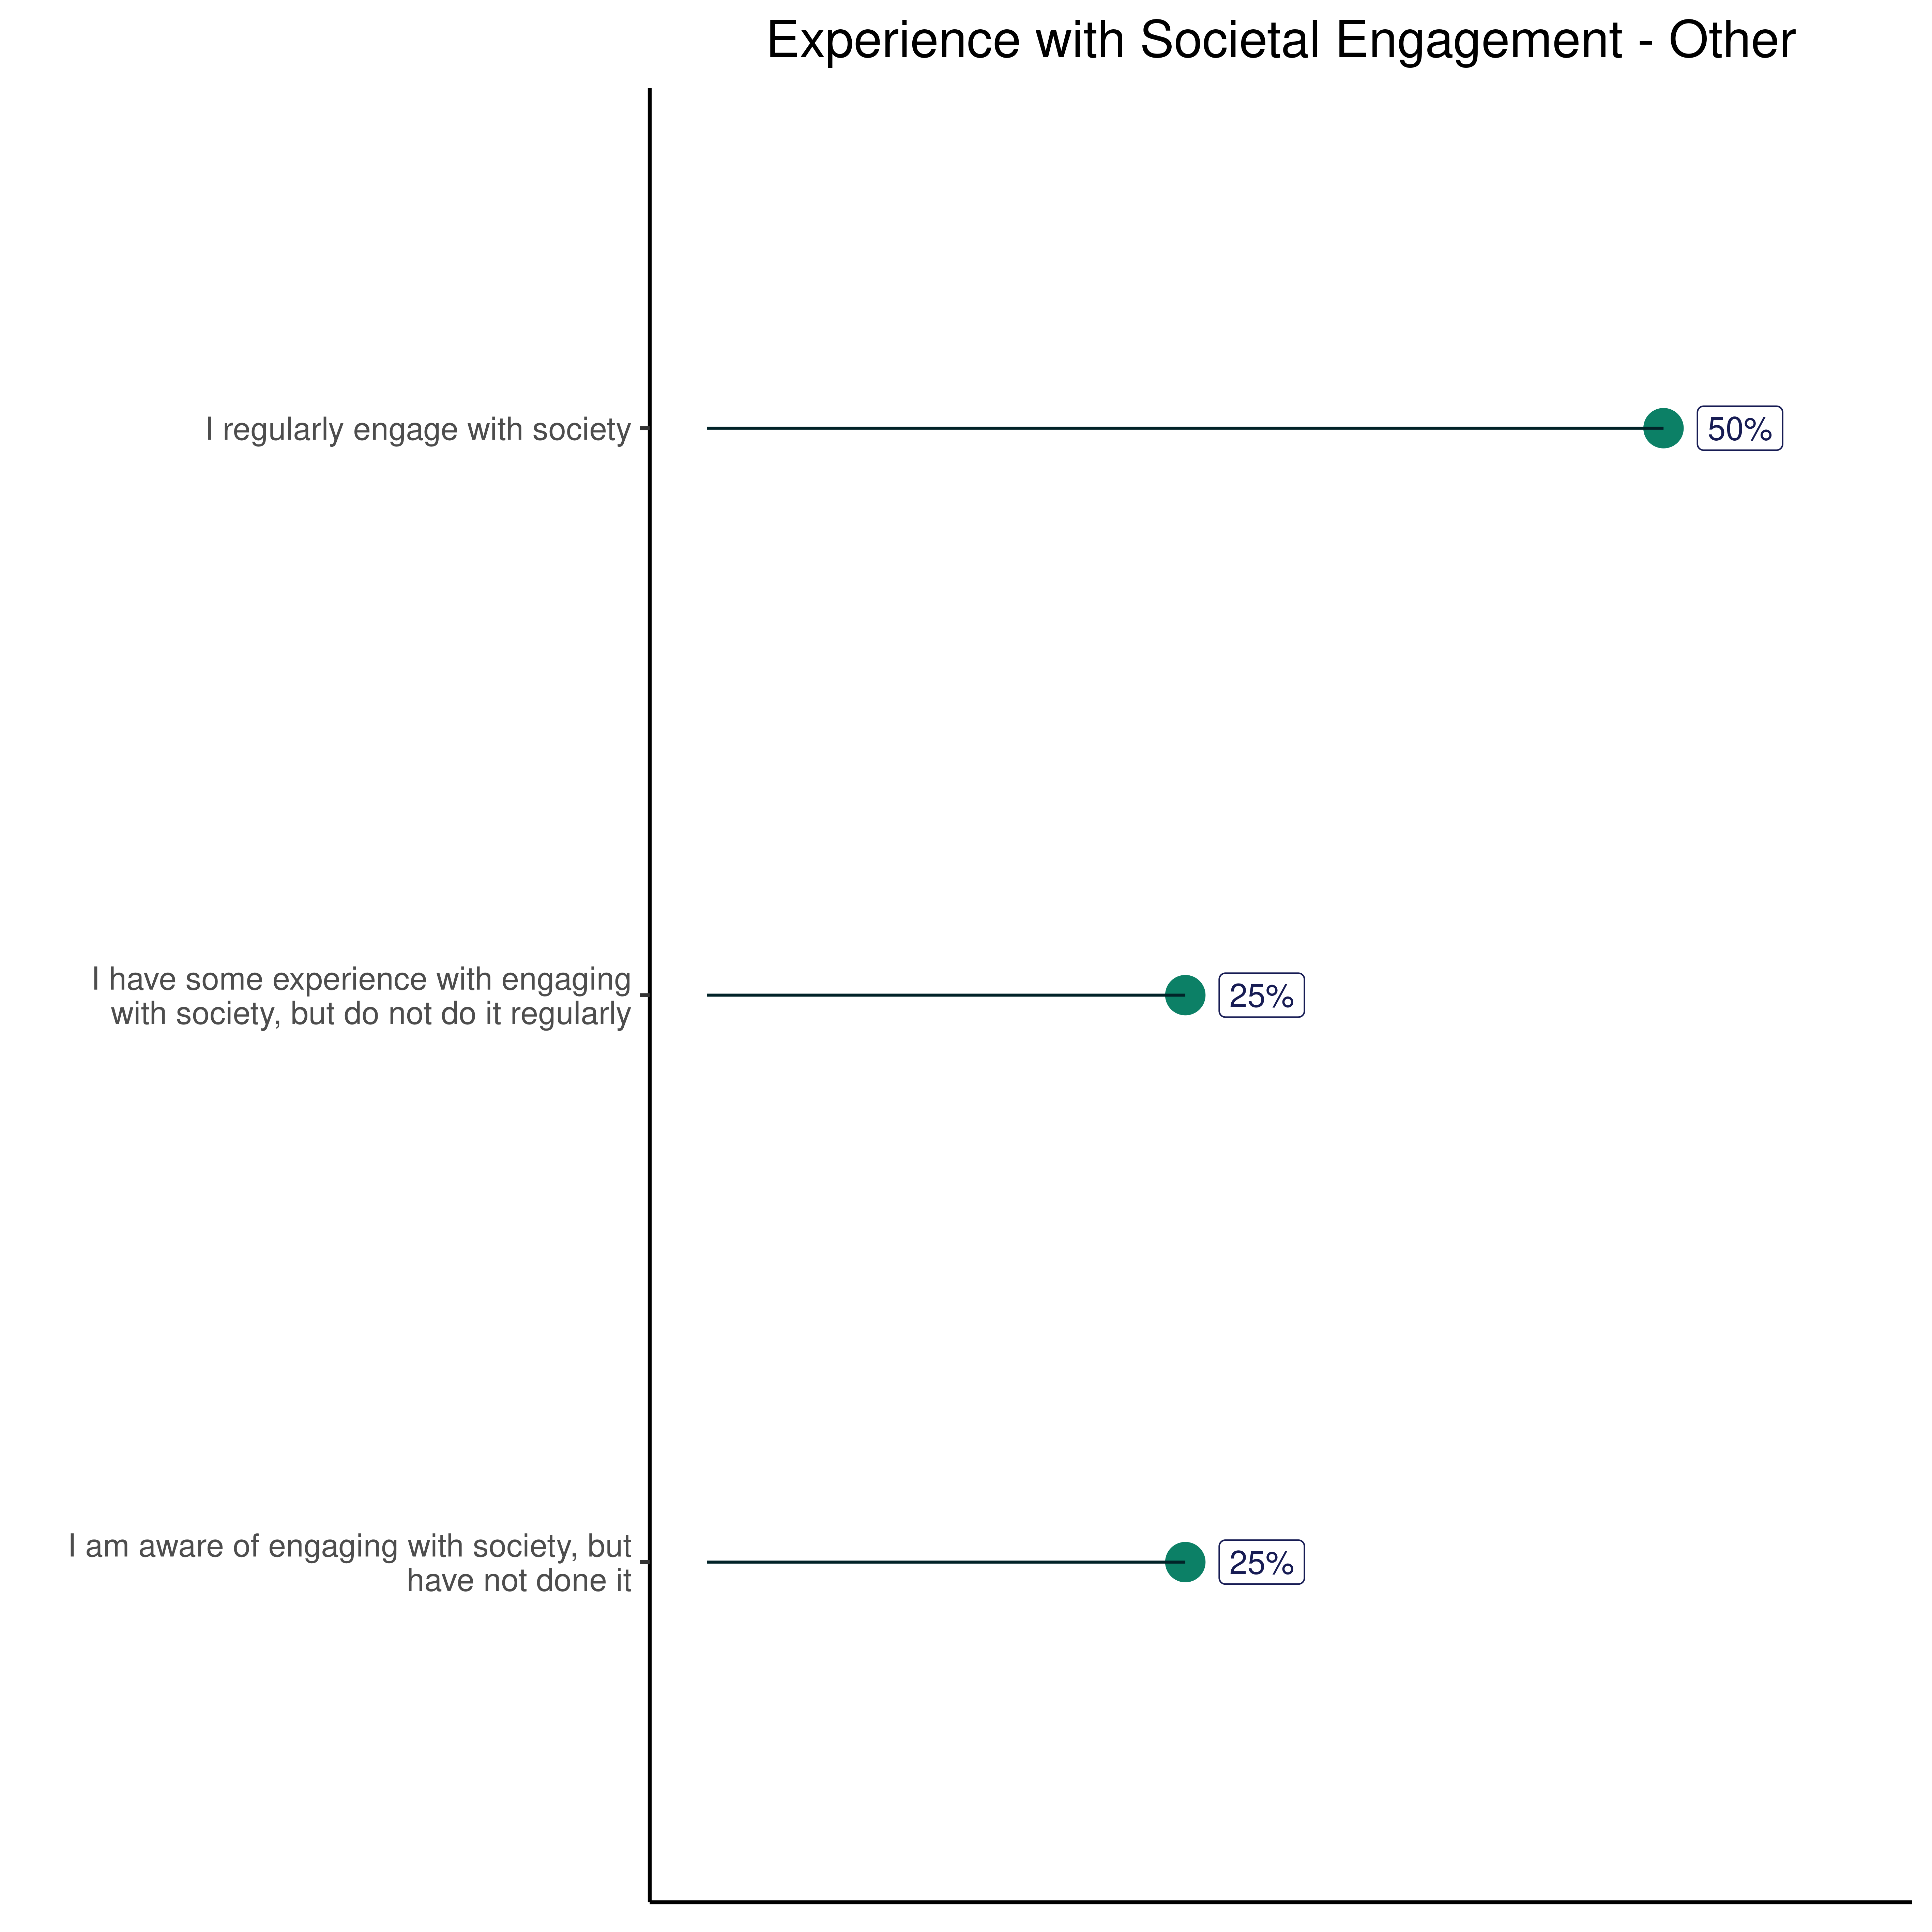 Experience with Societal Engagement - Other
I regularly engage with society
50%
I have some experience with engaging
with society, but do not do it regularly
25%
I am aware of engaging with society, but
have not done it
25%